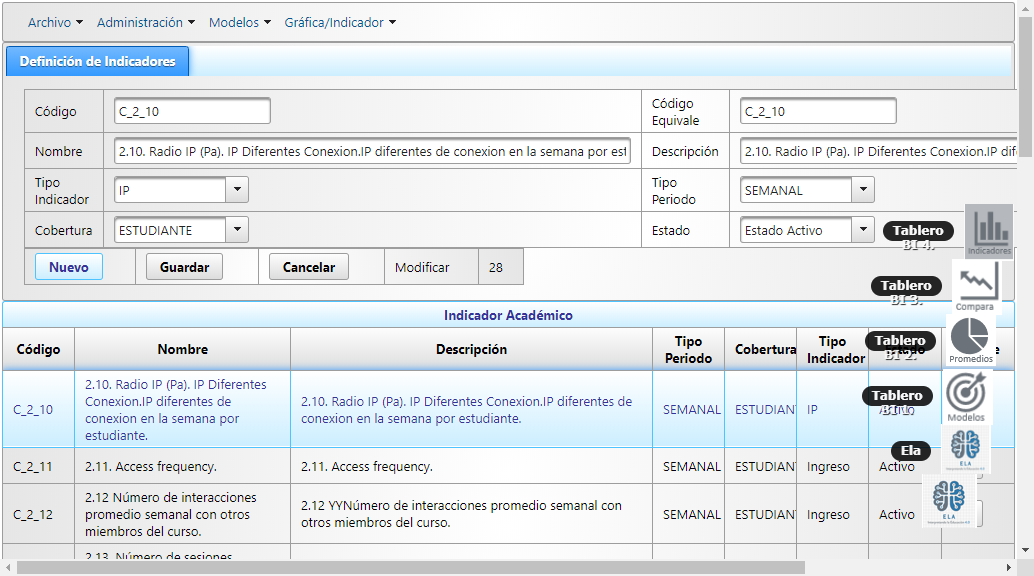 Archivo Administración Modelos Gráfica/Indicador
Definición de Indicadores
Código C_2_10 Código Equivale C_2_10
Nombre 2.10. Radio IP (Pa). IP Diferentes Conexion.IP diferentes de conexion en la semana por est Descripción 2.10. Radio IP (Pa). IP Diferentes Conexion.IP dife
Tipo Indicador IP Tipo Periodo SEMANAL
Cobertura ESTUDIANTE Estado Estado Activo
Nuevo Guardar Cancelar Modificar 28
Tablero BI 4. Indicadores
Tablero BI 3. Compara
Tablero BI 2. Promedios
Tablero BI 1. Modelos
Ela ELA
ELA
Indicador Académico
Código Nombre Descripción Tipo Periodo Cobertura Tipo Indicador
C_2_10
2.10. Radio IP (Pa). IP Diferentes
Conexion.IP diferentes de
conexion en la semana por
estudiante.
2.10. Radio IP (Pa). IP Diferentes Conexion.IP diferentes de
conexion en la semana por estudiante.
SEMANAL ESTUDIAN IP
C_2_11 2.11. Access frequency. 2.11. Access frequency. SEMANAL ESTUDIAN Ingreso Activo
C_2_12
2.12 Número de interacciones
promedio semanal con otros
miembros del curso.
2.12 YYNúmero de interacciones promedio semanal con
otros miembros del curso.
SEMANAL ESTUDIAN Ingreso Activo
2.13. Número de sesiones